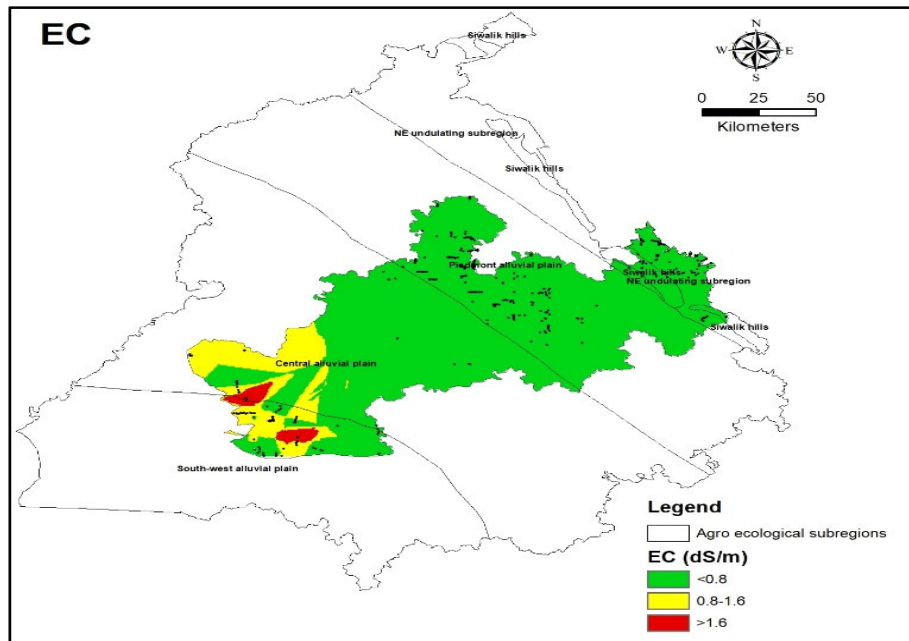 EC
Siwalik hills
N
W
E
S
0 25 50
Kilometers
NE undulating subregion
Siwalik hills
Piedmont alluvial plain
Siwalik hills
NE undulating subregion
Siwalik hills
Central alluvial plain
South-west alluvial plain
Legend
Agro ecological subregions
EC (dS/m)
<0.8
0.8-1.6
>1.6